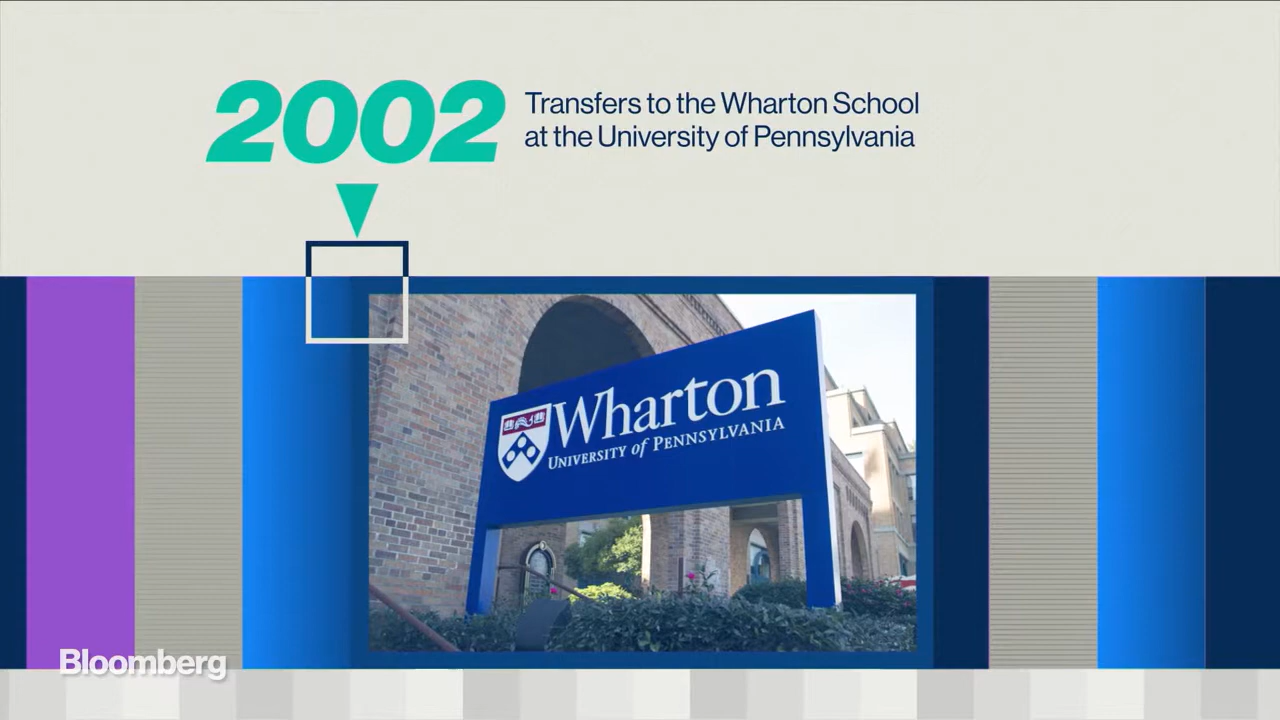 2002
Transfers to the Wharton School
at the University of Pennsylvania
Wharton
UNIVERSITY of PENNSYLVANIA
Bloomberg